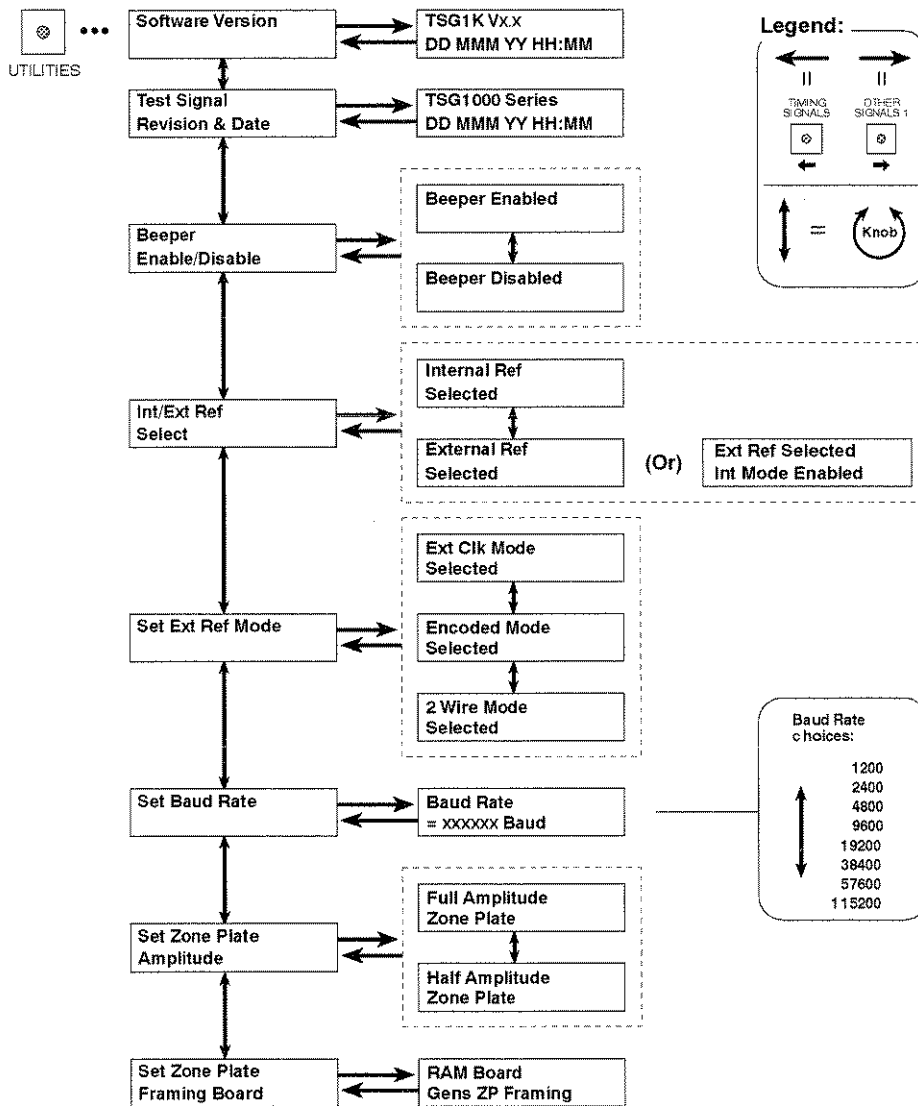 Software Version
TSG1K Vx.x
DD MMM YY HH:MM
UTILITIES
Test Signal
Revision & Date
TSG1000 Series
DD MMM YY HH:MM
Legend:
=
=
TIMING
SIGNALS
OTHER
SIGNALS 1
=
Knob
Beeper
Enable/Disable
Beeper Enabled
Beeper Disabled
Int/Ext Ref
Select
Internal Ref
Selected
External Ref
Selected
(Or)
Ext Ref Selected
Int Mode Enabled
Set Ext Ref Mode
Ext Clk Mode
Selected
Encoded Mode
Selected
2 Wire Mode
Selected
Set Baud Rate
Baud Rate
= xxxxxx Baud
Baud Rate
choices:
1200
2400
4800
9600
19200
38400
57600
115200
Set Zone Plate
Amplitude
Full Amplitude
Zone Plate
Half Amplitude
Zone Plate
Set Zone Plate
Framing Board
RAM Board
Gens ZP Framing